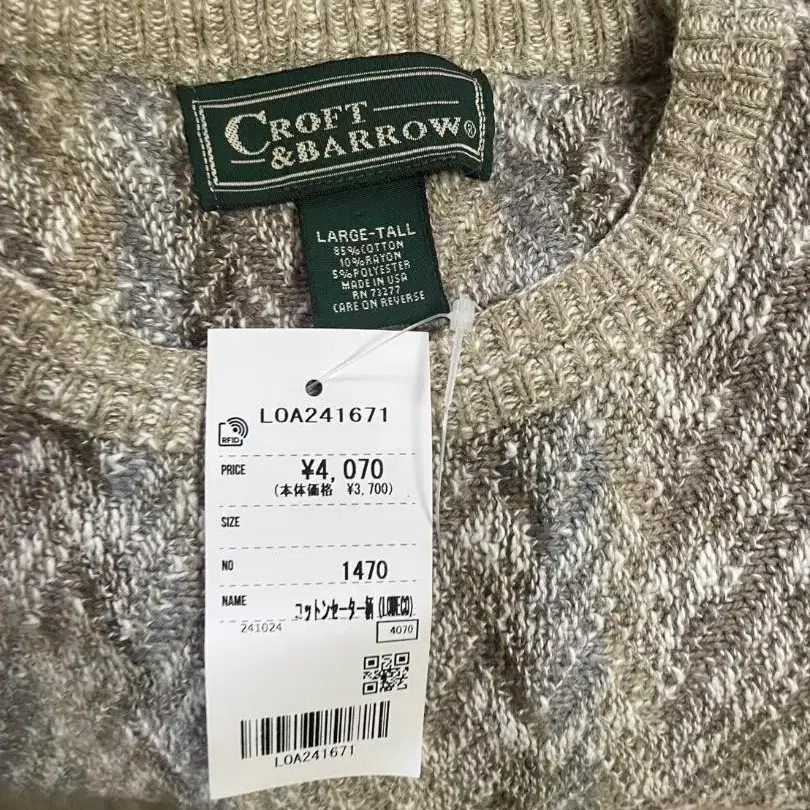 CROFT
&BARROW®
LARGE-TALL
85%COTTON
10%RAYON
5%POLYESTER
MADE IN USA
RN 73277
CARE ON REVERSE
LOA241671
RFID
PRICE ¥4,070
(本体価格 ¥3,700)
SIZE
NO 1470
NAME コットンセーター柄(LOWECO)
241024 4070
LOA241671